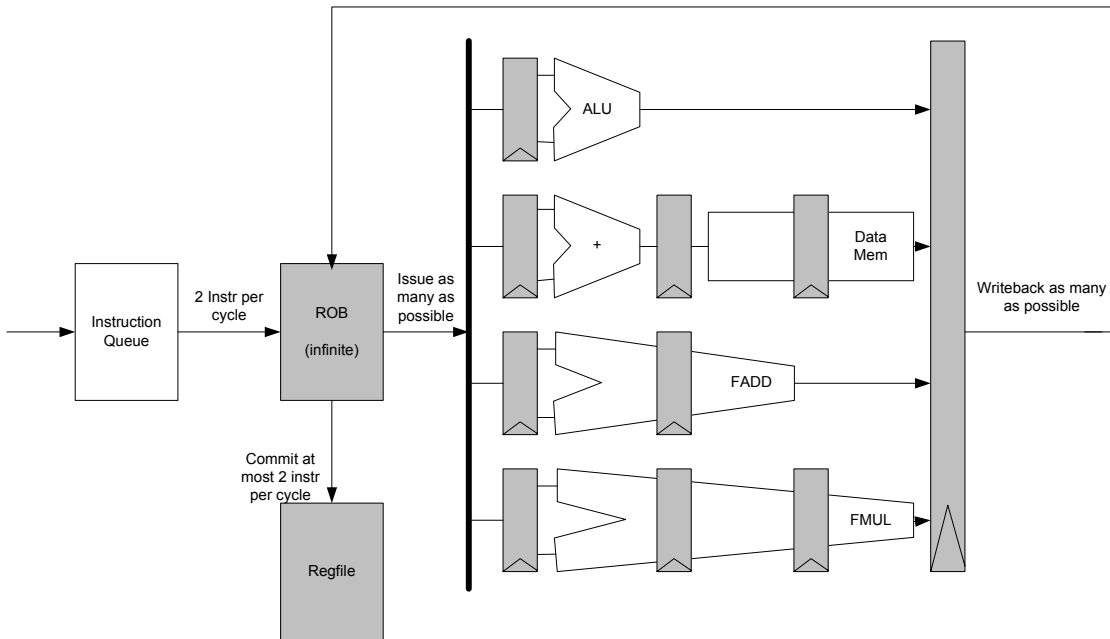 ALU
+
Data
Mem
Instruction
Queue
2 Instr per
cycle
ROB
(infinite)
Issue as
many as
possible
Writeback as many
as possible
FADD
Commit at
most 2 instr
per cycle
FMUL
Regfile